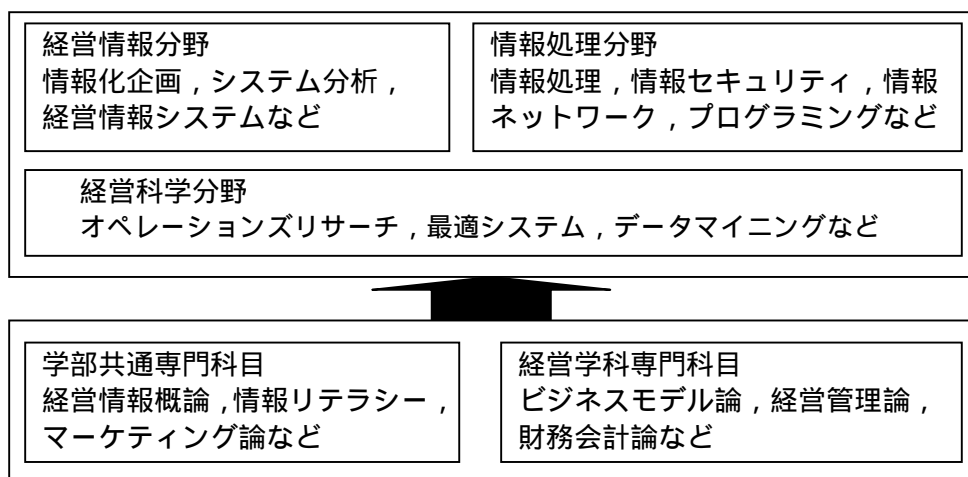 経営情報分野
情報化企画，システム分析，
経営情報システムなど
情報処理分野
情報処理，情報セキュリティ，情報
ネットワーク，プログラミングなど
経営科学分野
オペレーションズリサーチ，最適システム，データマイニングなど
学部共通専門科目
経営情報概論，情報リテラシー，
マーケティング論など
経営学科専門科目
ビジネスモデル論，経営管理論，
財務会計論など